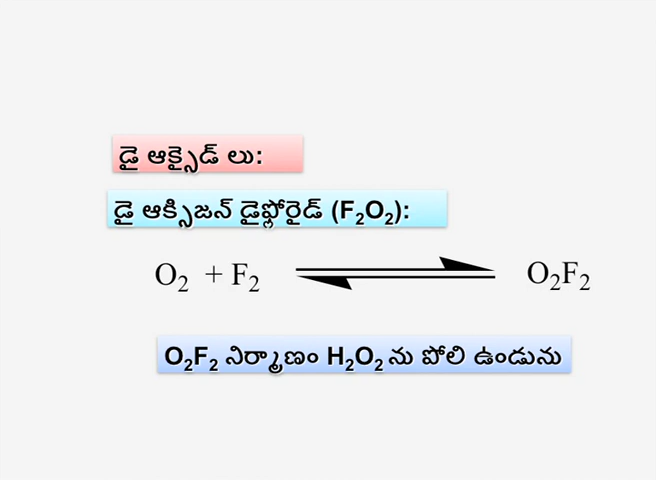 డై ఆక్సైడ్ లు:
డై ఆక్సిజన్ డైఫ్లోరైడ్ (F₂O₂):
O₂ + F₂ ⇌ O₂F₂
O₂F₂ నిర్మాణం H₂O₂ ను పోలి ఉండును